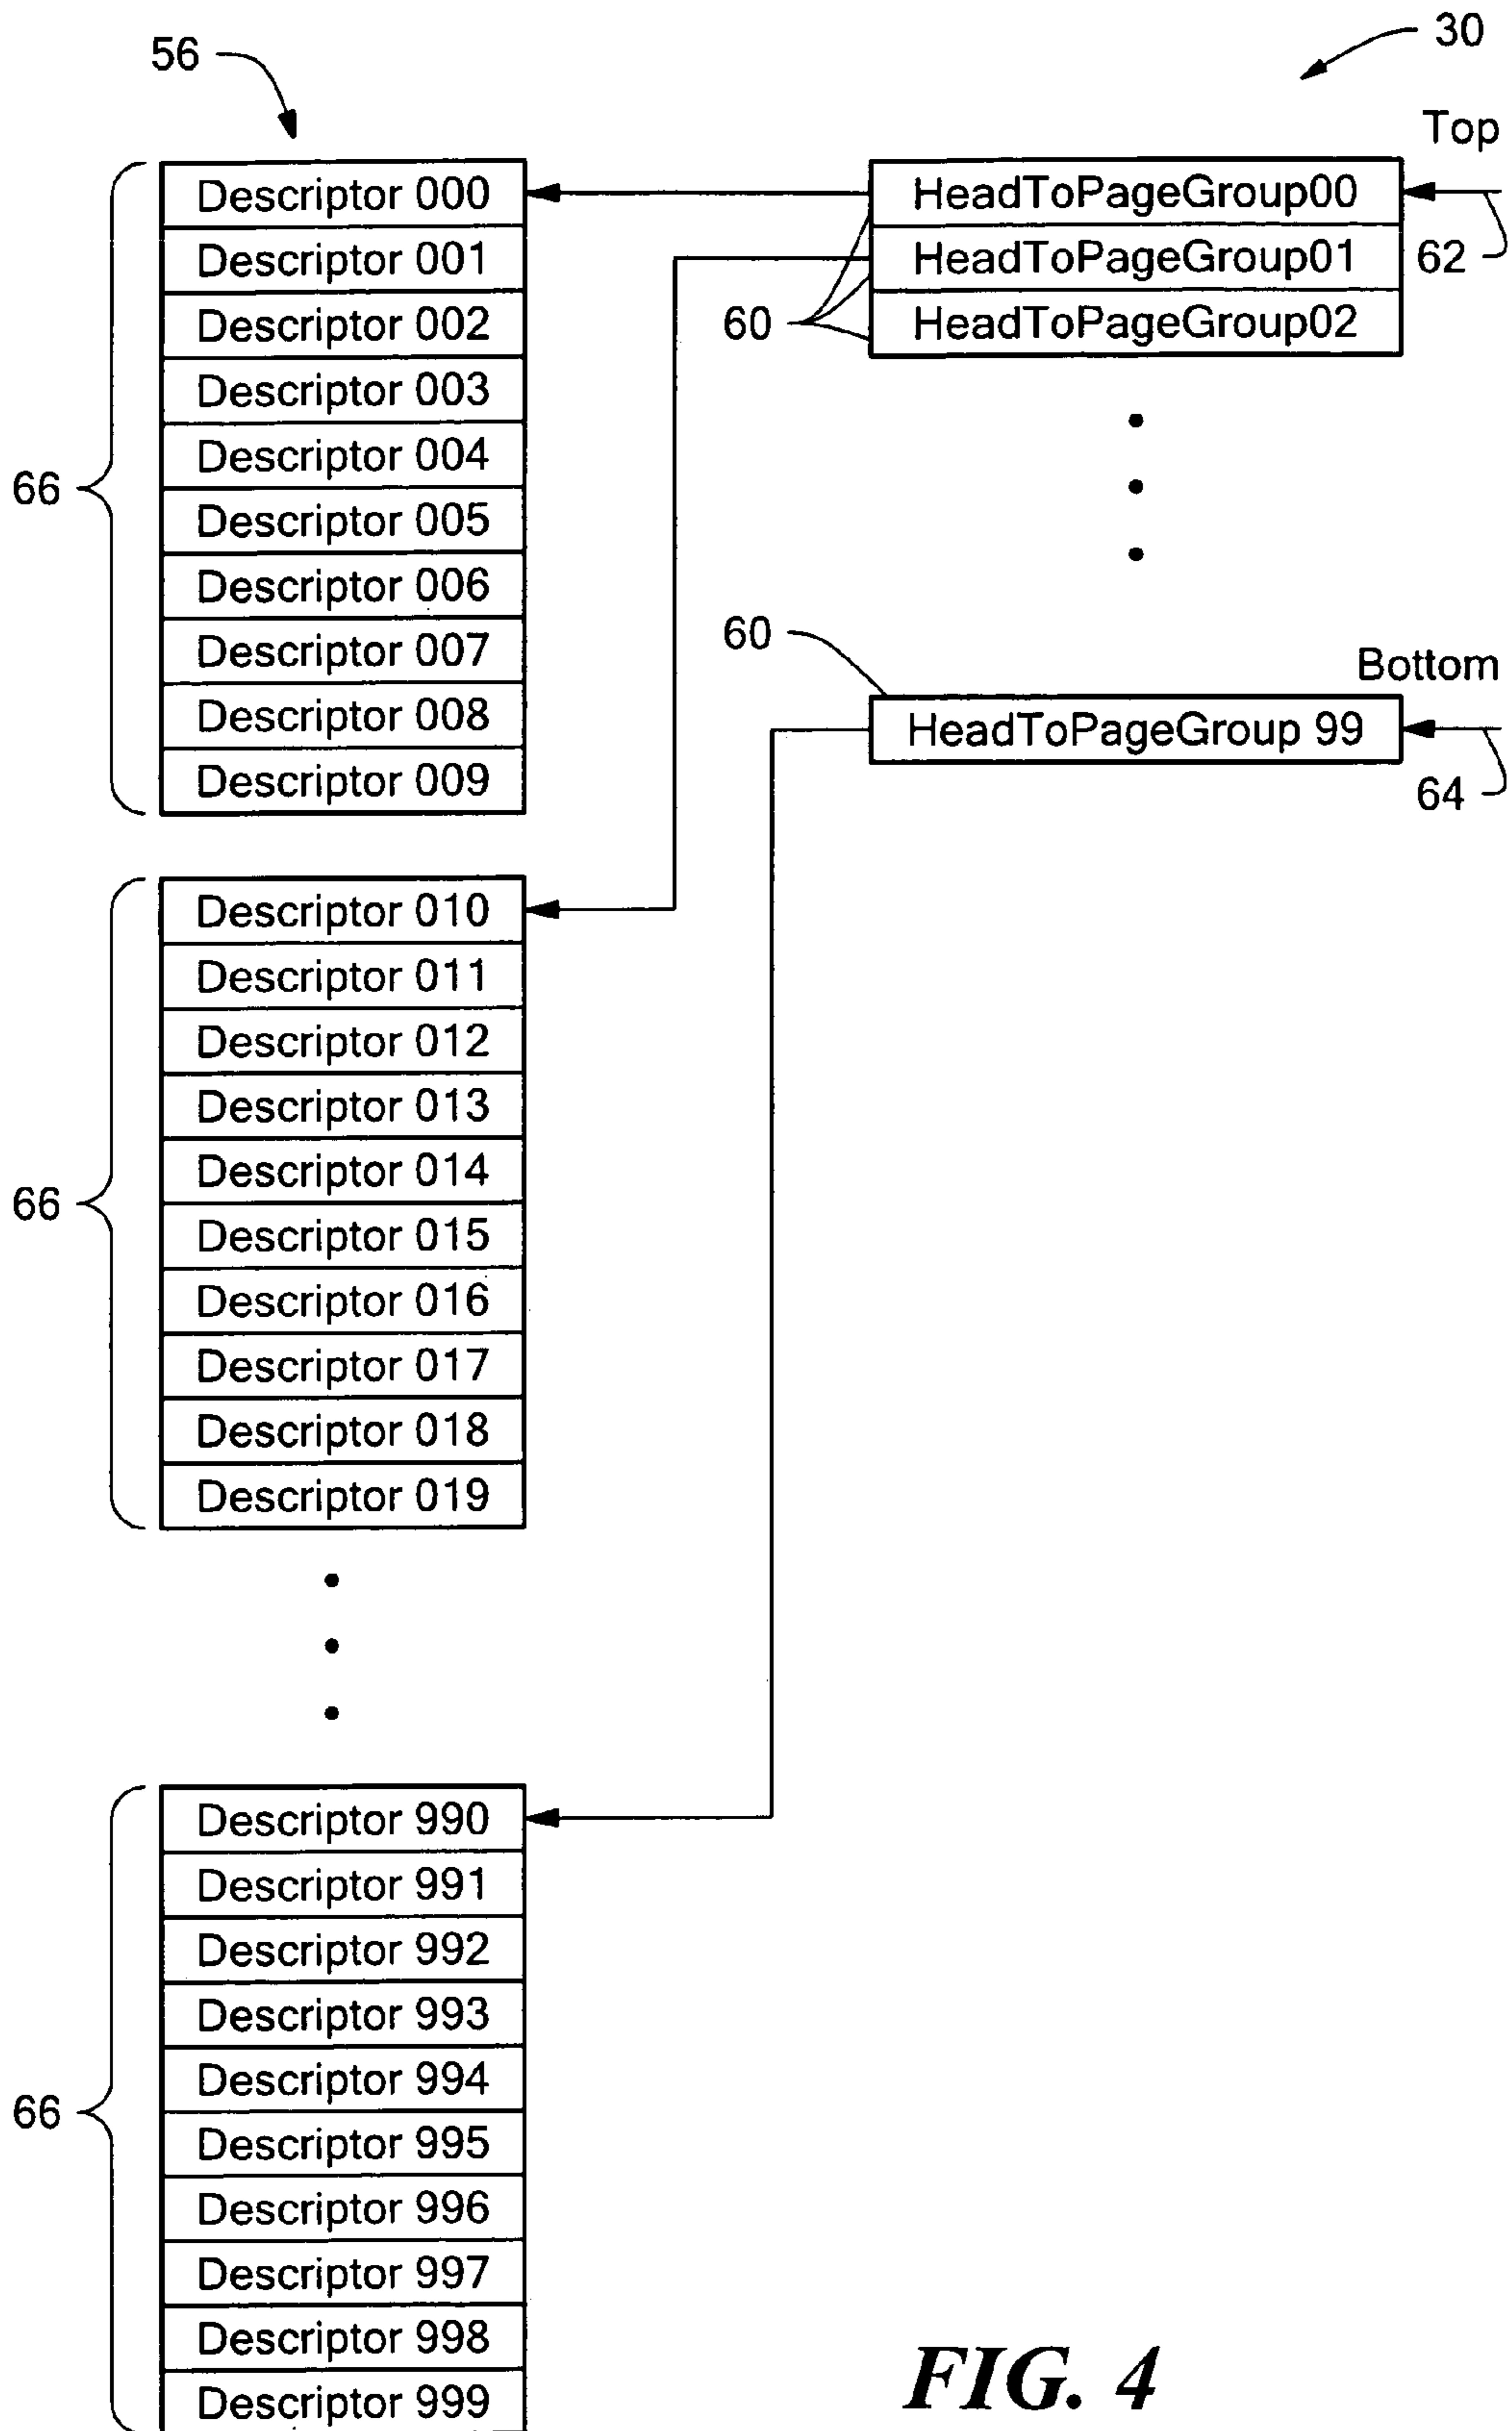 56
30
Top
Descriptor 000
HeadToPageGroup00
Descriptor 001
HeadToPageGroup01
62
Descriptor 002
60
HeadToPageGroup02
Descriptor 003
Descriptor 004
66
Descriptor 005
Descriptor 006
60
Descriptor 007
Bottom
Descriptor 008
HeadToPageGroup 99
Descriptor 009
64
Descriptor 010
Descriptor 011
Descriptor 012
Descriptor 013
Descriptor 014
66
Descriptor 015
Descriptor 016
Descriptor 017
Descriptor 018
Descriptor 019
Descriptor 990
Descriptor 991
Descriptor 992
Descriptor 993
Descriptor 994
66
Descriptor 995
Descriptor 996
Descriptor 997
Descriptor 998
Descriptor 999
FIG. 4